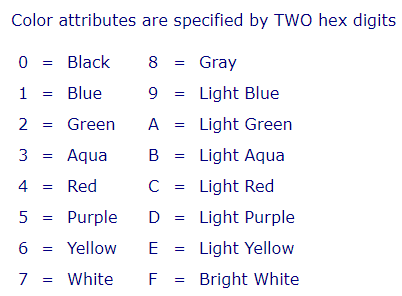 Color attributes are specified by TWO hex digits
0 = Black 8 = Gray
1 = Blue 9 = Light Blue
2 = Green A = Light Green
3 = Aqua B = Light Aqua
4 = Red C = Light Red
5 = Purple D = Light Purple
6 = Yellow E = Light Yellow
7 = White F = Bright White